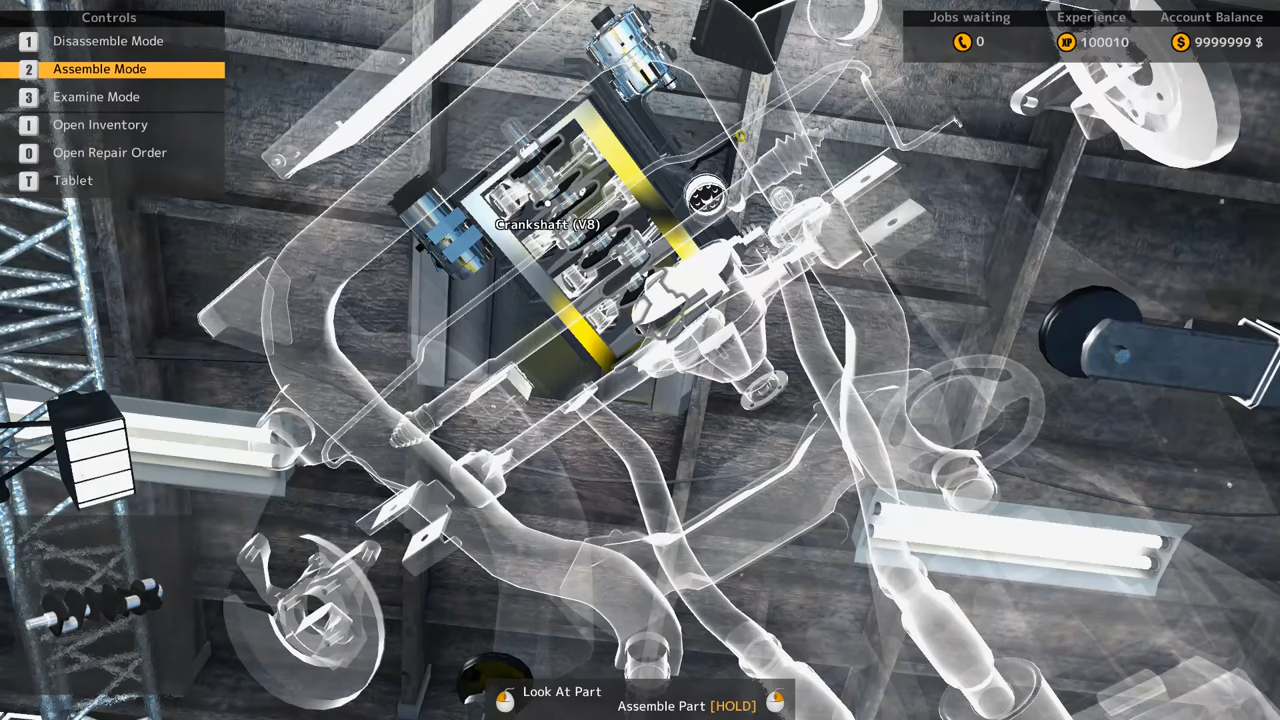 Controls
1 Disassemble Mode
2 Assemble Mode
3 Examine Mode
I Open Inventory
O Open Repair Order
T Tablet
Jobs waiting
0
Experience
XP 100010
Account Balance
$ 9999999 $
Crankshaft (V8)
Look At Part
Assemble Part [HOLD]